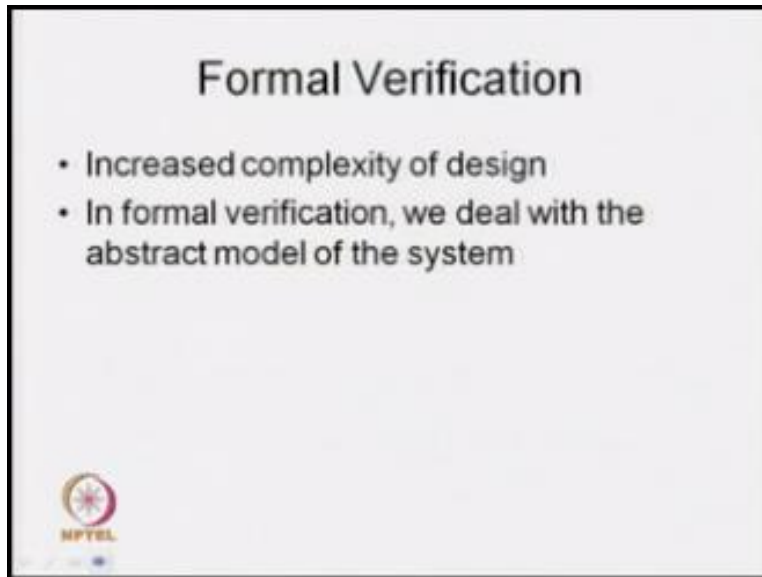 Formal Verification
• Increased complexity of design
• In formal verification, we deal with the
abstract model of the system
NPTEL